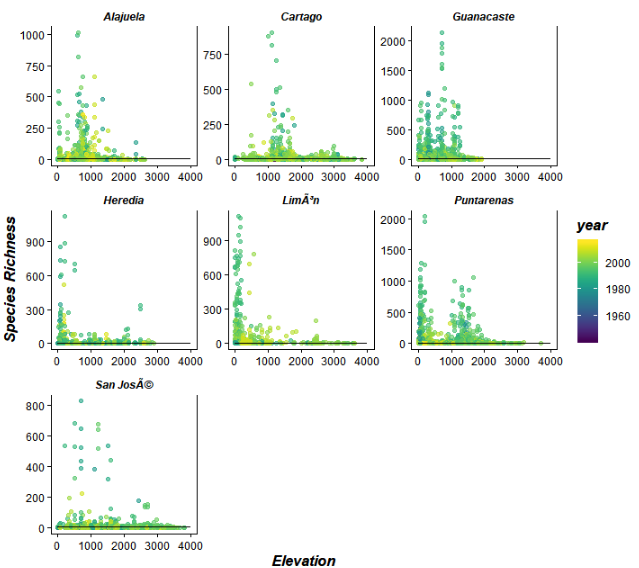 Alajuela Cartago Guanacaste
1000
750
500
250
0
0 1000 2000 3000 4000
750
500
250
0
0 1000 2000 3000 4000
2000
1500
1000
500
0
0 1000 2000 3000 4000
Heredia LimÃ³n Puntarenas
900
600
300
0
0 1000 2000 3000 4000
900
600
300
0
0 1000 2000 3000 4000
2000
1500
1000
500
0
0 1000 2000 3000 4000
San JosÃ©
800
600
400
200
0
0 1000 2000 3000 4000
Species Richness
Elevation
year
2000
1980
1960